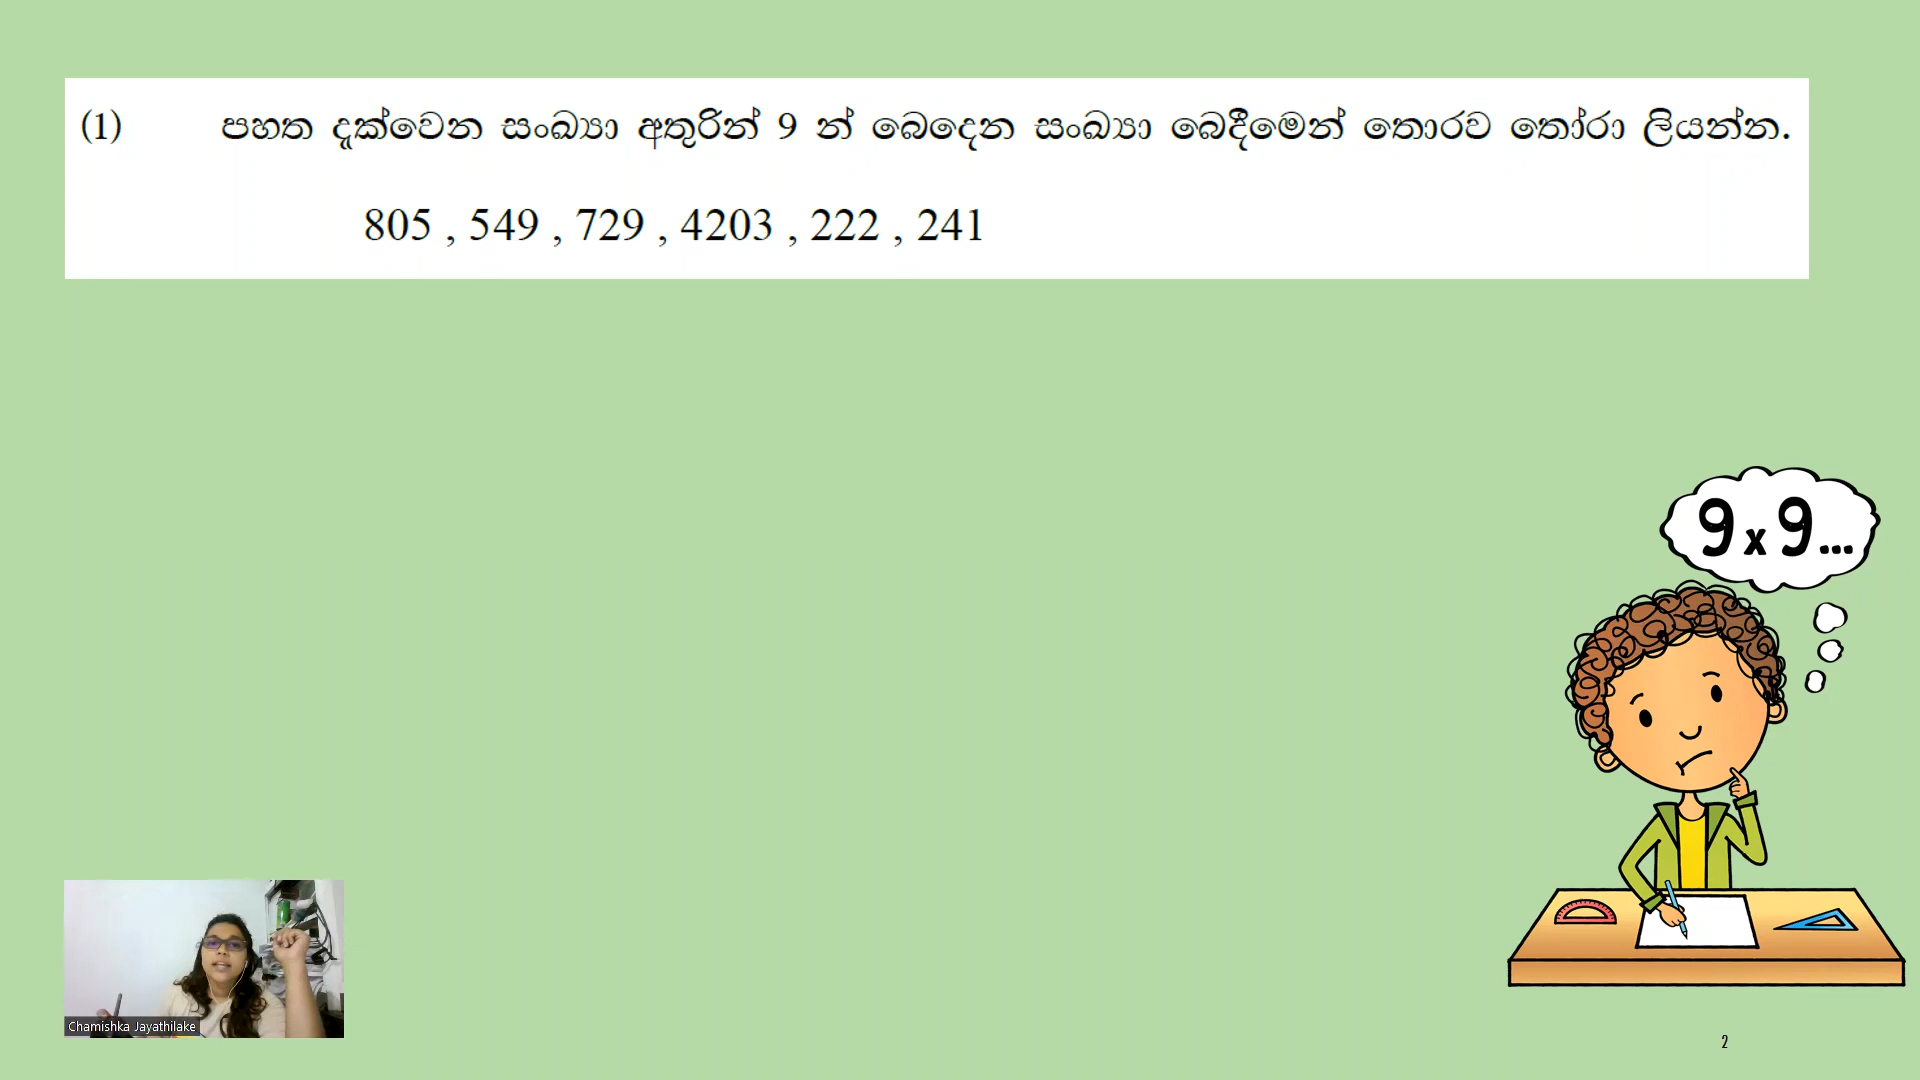 (1) පහත දැක්වෙන සංඛ්‍යා අතුරින් 9 න් බෙදෙන සංඛ්‍යා බෙදීමෙන් තොරව තෝරා ලියන්න.
805 , 549 , 729 , 4203 , 222 , 241
9 x 9...
Chamishka Jayathilake
2